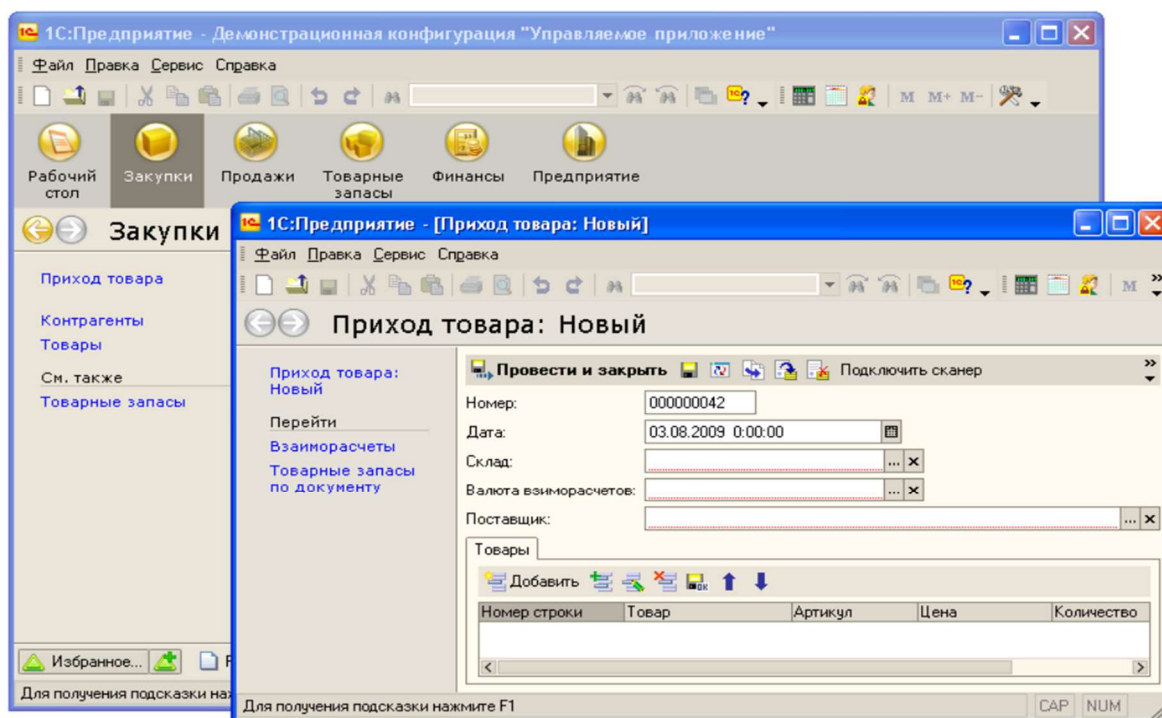 1С:Предприятие - Демонстрационная конфигурация "Управляемое приложение"
Файл Правка Сервис Справка
M M+ M-
Рабочий стол
Закупки
Продажи
Товарные запасы
Финансы
Предприятие
Закупки
Приход товара
Контрагенты
Товары
См. также
Товарные запасы
Избранное...
Для получения подсказки
1С:Предприятие - [Приход товара: Новый]
Файл Правка Сервис Справка
M
Приход товара: Новый
Приход товара:
Новый
Перейти
Взаиморасчеты
Товарные запасы
по документу
Провести и закрыть Подключить сканер
Номер: 000000042
Дата: 03.08.2009 0:00:00
Склад:
Валюта взиморасчетов:
Поставщик:
Товары
Добавить
Номер строки Товар Артикул Цена Количество
Для получения подсказки нажмите F1
CAP NUM